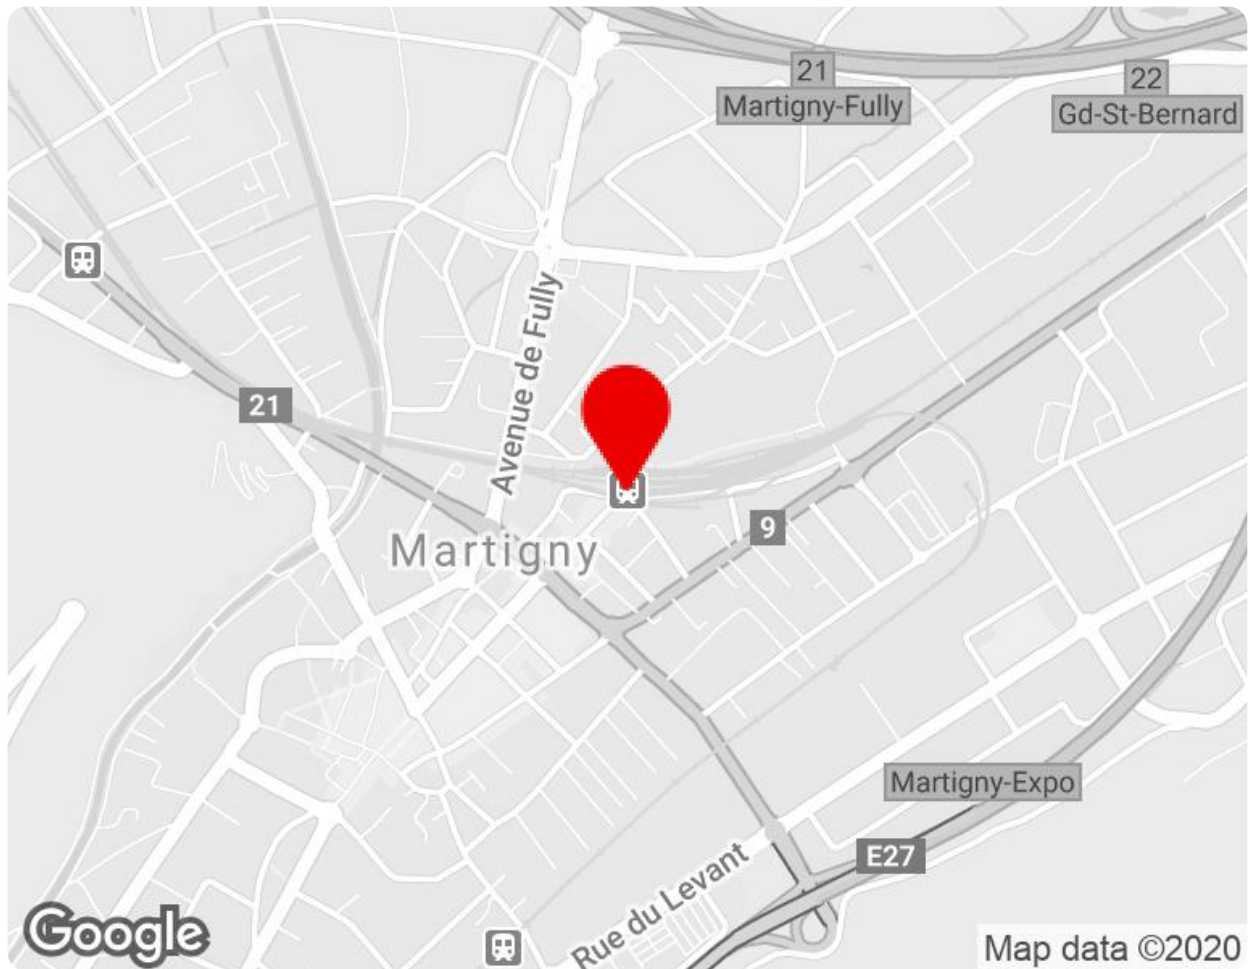 21
Martigny-Fully
22
Gd-St-Bernard
Avenue de Fully
21
9
Martigny
Martigny-Expo
E27
Rue du Levant
Google
Map data ©2020